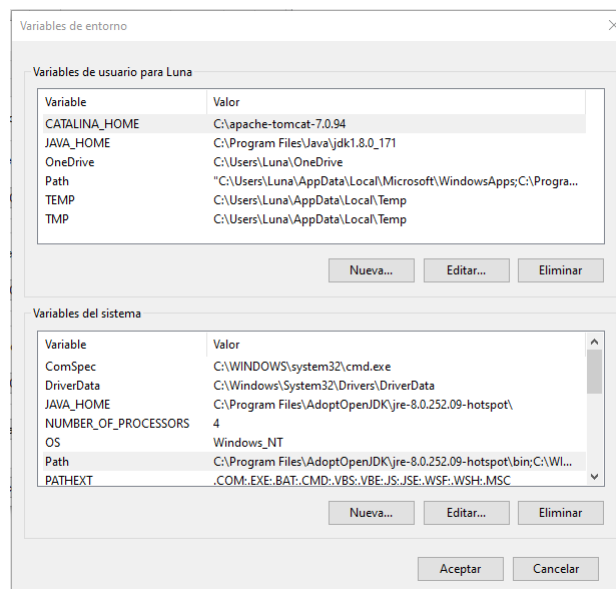 Variables de entorno
Variables de usuario para Luna
Variable Valor
CATALINA_HOME C:\apache-tomcat-7.0.94
JAVA_HOME C:\Program Files\Java\jdk1.8.0_171
OneDrive C:\Users\Luna\OneDrive
Path "C:\Users\Luna\AppData\Local\Microsoft\WindowsApps;C:\Progra...
TEMP C:\Users\Luna\AppData\Local\Temp
TMP C:\Users\Luna\AppData\Local\Temp
Nueva... Editar... Eliminar
Variables del sistema
Variable Valor
ComSpec C:\WINDOWS\system32\cmd.exe
DriverData C:\Windows\System32\Drivers\DriverData
JAVA_HOME C:\Program Files\AdoptOpenJDK\jre-8.0.252.09-hotspot\
NUMBER_OF_PROCESSORS 4
OS Windows_NT
Path C:\Program Files\AdoptOpenJDK\jre-8.0.252.09-hotspot\bin;C:\WI...
PATHEXT .COM;.EXE;.BAT;.CMD;.VBS;.VBE;.JS;.JSE;.WSF;.WSH;.MSC
Nueva... Editar... Eliminar
Aceptar Cancelar